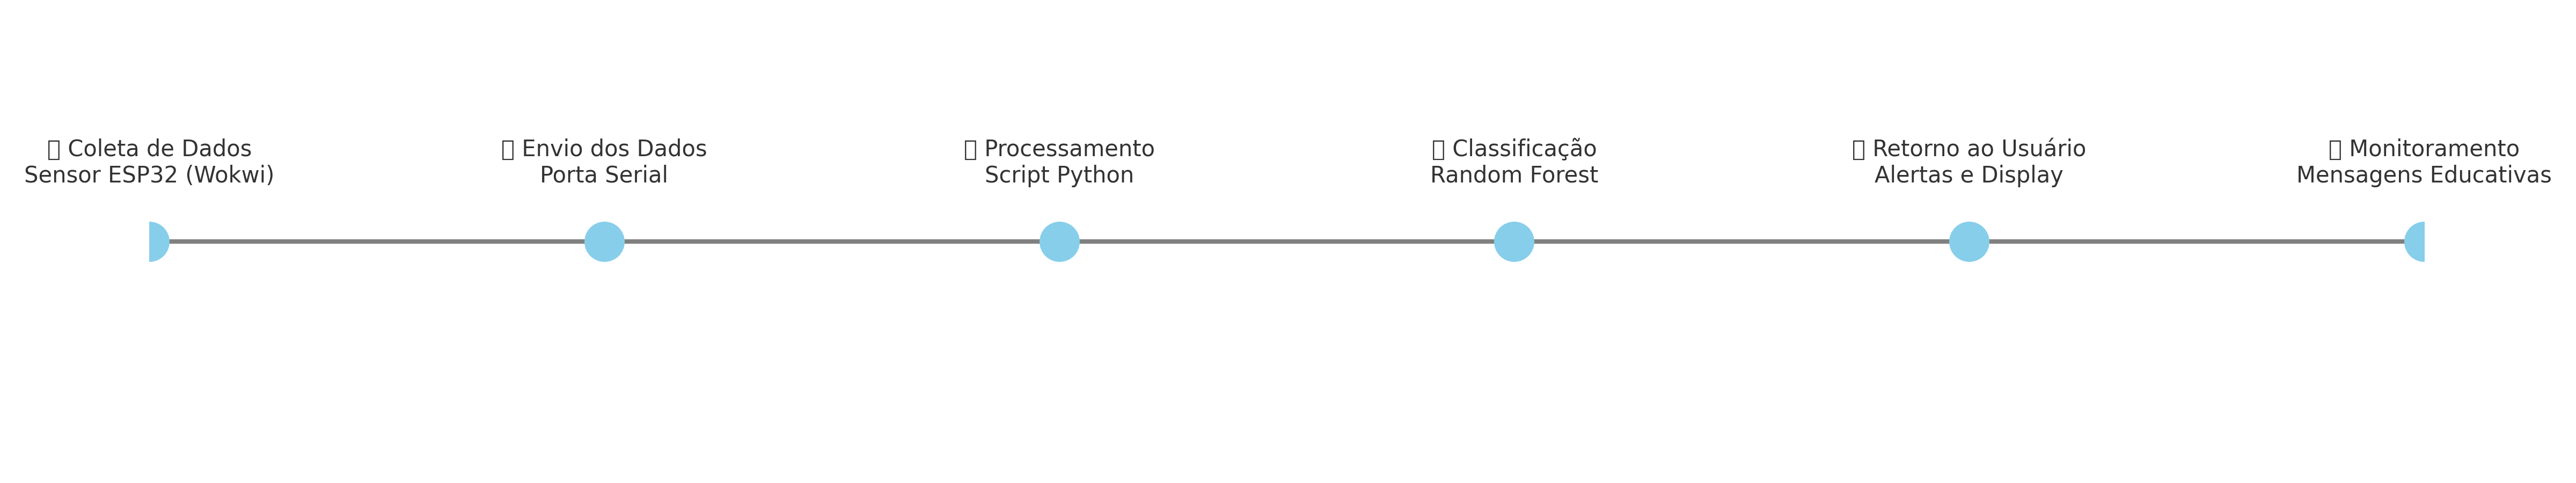 Coleta de Dados
Sensor ESP32 (Wokwi)
Envio dos Dados
Porta Serial
Processamento
Script Python
Classificação
Random Forest
Retorno ao Usuário
Alertas e Display
Monitoramento
Mensagens Educativas